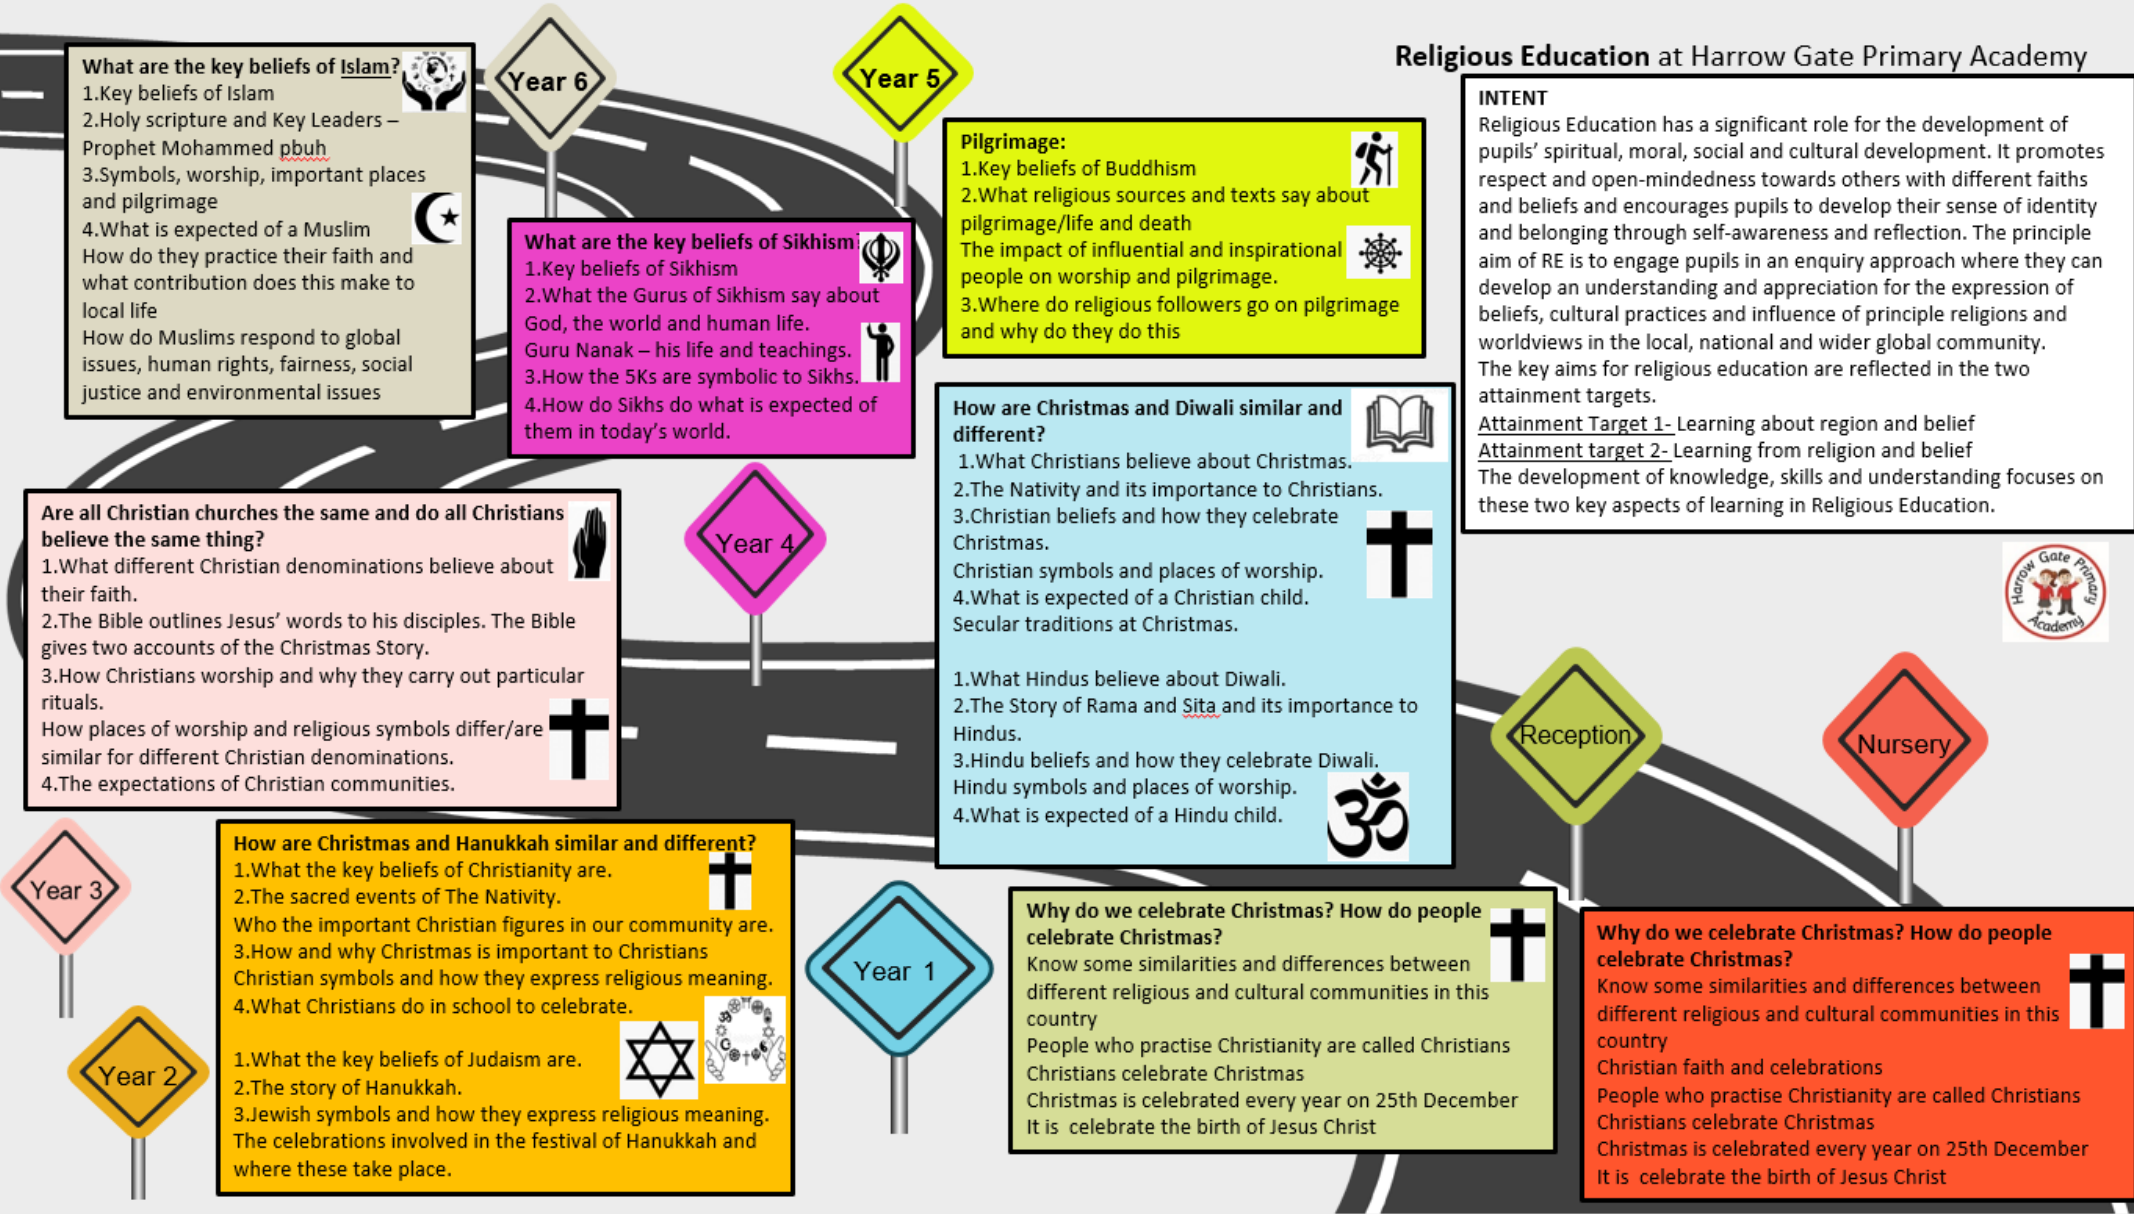 Religious Education at Harrow Gate Primary Academy
INTENT
Religious Education has a significant role for the development of
pupils' spiritual, moral, social and cultural development. It promotes
respect and open-mindedness towards others with different faiths
and beliefs and encourages pupils to develop their sense of identity
and belonging through self-awareness and reflection. The principle
aim of RE is to engage pupils in an enquiry approach where they can
develop an understanding and appreciation for the expression of
beliefs, cultural practices and influence of principle religions and
worldviews in the local, national and wider global community.
The key aims for religious education are reflected in the two
attainment targets.
Attainment Target 1- Learning about region and belief
Attainment target 2- Learning from religion and belief
The development of knowledge, skills and understanding focuses on
these two key aspects of learning in Religious Education.
Harrow Gate Primary
Academy
Year 6
What are the key beliefs of Islam?
1.Key beliefs of Islam
2.Holy scripture and Key Leaders –
Prophet Mohammed pbuh
3.Symbols, worship, important places
and pilgrimage
4.What is expected of a Muslim
How do they practice their faith and
what contribution does this make to
local life
How do Muslims respond to global
issues, human rights, fairness, social
justice and environmental issues
Year 5
Pilgrimage:
1.Key beliefs of Buddhism
2.What religious sources and texts say about
pilgrimage/life and death
The impact of influential and inspirational
people on worship and pilgrimage.
3.Where do religious followers go on pilgrimage
and why do they do this
What are the key beliefs of Sikhism?
1.Key beliefs of Sikhism
2.What the Gurus of Sikhism say about
God, the world and human life.
Guru Nanak – his life and teachings.
3.How the 5Ks are symbolic to Sikhs.
4.How do Sikhs do what is expected of
them in today's world.
Year 4
Are all Christian churches the same and do all Christians
believe the same thing?
1.What different Christian denominations believe about
their faith.
2.The Bible outlines Jesus' words to his disciples. The Bible
gives two accounts of the Christmas Story.
3.How Christians worship and why they carry out particular
rituals.
How places of worship and religious symbols differ/are
similar for different Christian denominations.
4.The expectations of Christian communities.
Year 3
How are Christmas and Hanukkah similar and different?
1.What the key beliefs of Christianity are.
2.The sacred events of The Nativity.
Who the important Christian figures in our community are.
3.How and why Christmas is important to Christians
Christian symbols and how they express religious meaning.
4.What Christians do in school to celebrate.
1.What the key beliefs of Judaism are.
2.The story of Hanukkah.
3.Jewish symbols and how they express religious meaning.
The celebrations involved in the festival of Hanukkah and
where these take place.
Year 2
How are Christmas and Diwali similar and
different?
1.What Christians believe about Christmas.
2.The Nativity and its importance to Christians.
3.Christian beliefs and how they celebrate
Christmas.
Christian symbols and places of worship.
4.What is expected of a Christian child.
Secular traditions at Christmas.
1.What Hindus believe about Diwali.
2.The Story of Rama and Sita and its importance to
Hindus.
3.Hindu beliefs and how they celebrate Diwali.
Hindu symbols and places of worship.
4.What is expected of a Hindu child.
Year 1
Reception
Why do we celebrate Christmas? How do people
celebrate Christmas?
Know some similarities and differences between
different religious and cultural communities in this
country
People who practise Christianity are called Christians
Christians celebrate Christmas
Christmas is celebrated every year on 25th December
It is celebrate the birth of Jesus Christ
Nursery
Why do we celebrate Christmas? How do people
celebrate Christmas?
Know some similarities and differences between
different religious and cultural communities in this
country
Christian faith and celebrations
People who practise Christianity are called Christians
Christians celebrate Christmas
Christmas is celebrated every year on 25th December
It is celebrate the birth of Jesus Christ